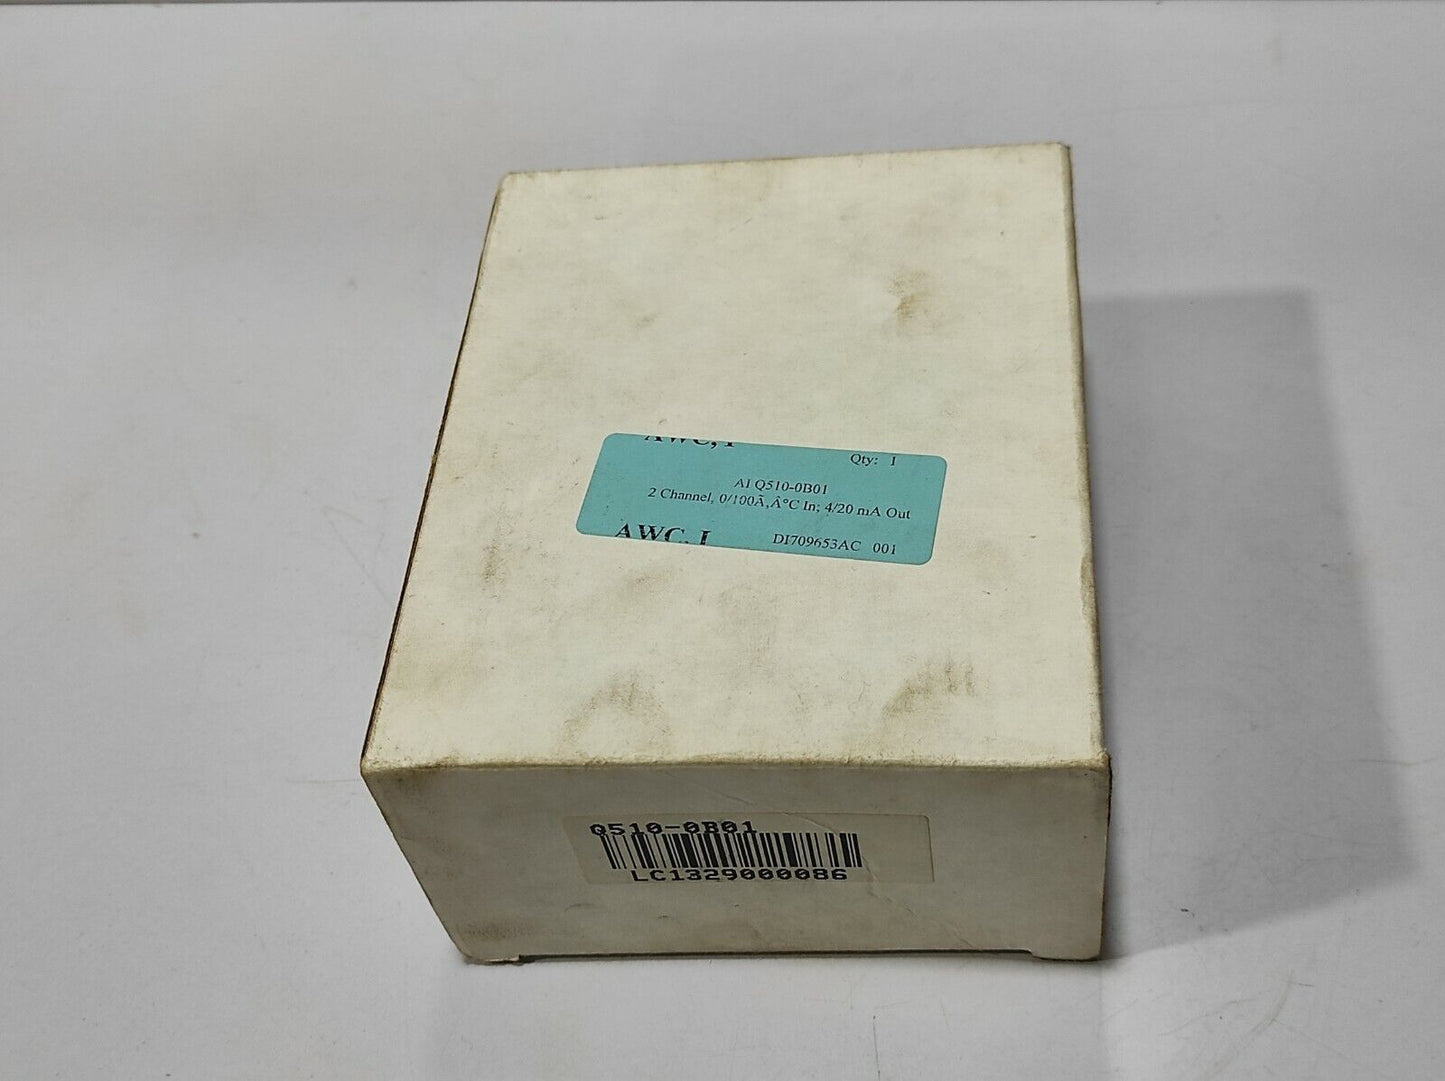 AWC, I
Qty: 1
AI Q510-0B01
2 Channel, 0/100Ã‚Â°C In; 4/20 mA Out
AWC, I
DI709653AC 001
Q510-0B01
LC1329000086